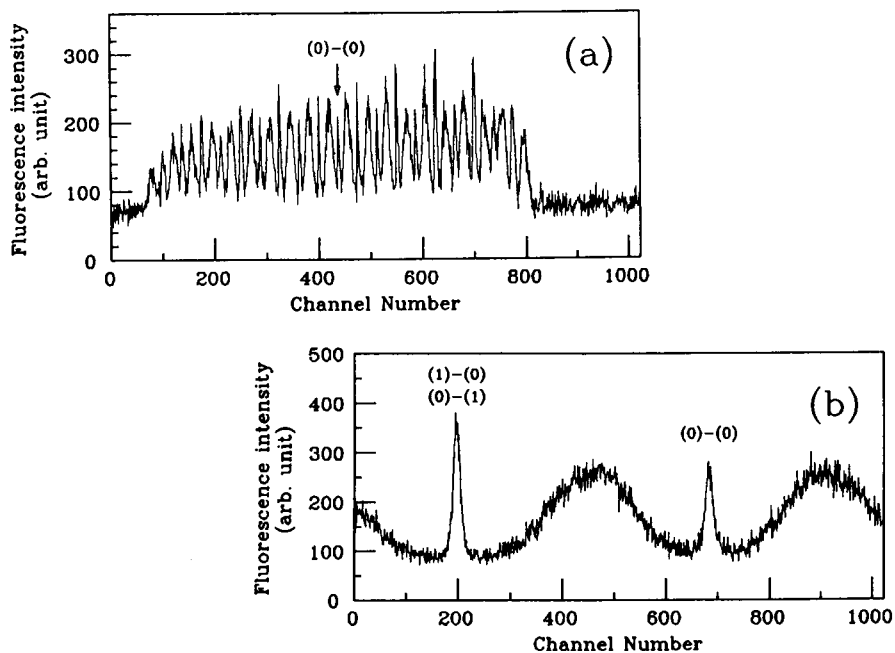 (a)
(0)-(0)
Fluorescence intensity
(arb. unit)
300
200
100
0
0 200 400 600 800 1000
Channel Number
(b)
(1)-(0)
(0)-(1)
(0)-(0)
Fluorescence intensity
(arb. unit)
500
400
300
200
100
0
0 200 400 600 800 1000
Channel Number